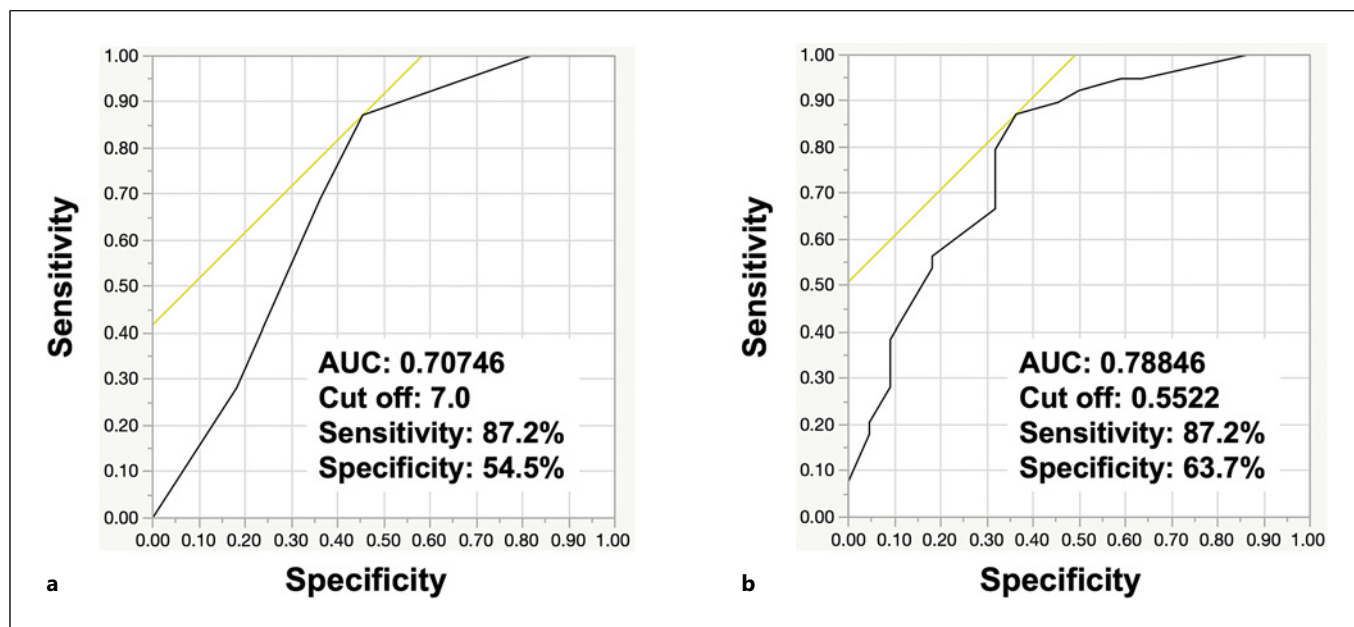 1.00
0.90
0.80
0.70
0.60
0.50
0.40
0.30
0.20
0.10
0.00
Sensitivity
AUC: 0.70746
Cut off: 7.0
Sensitivity: 87.2%
Specificity: 54.5%
0.00 0.10 0.20 0.30 0.40 0.50 0.60 0.70 0.80 0.90 1.00
Specificity
a
1.00
0.90
0.80
0.70
0.60
0.50
0.40
0.30
0.20
0.10
0.00
Sensitivity
AUC: 0.78846
Cut off: 0.5522
Sensitivity: 87.2%
Specificity: 63.7%
0.00 0.10 0.20 0.30 0.40 0.50 0.60 0.70 0.80 0.90 1.00
Specificity
b